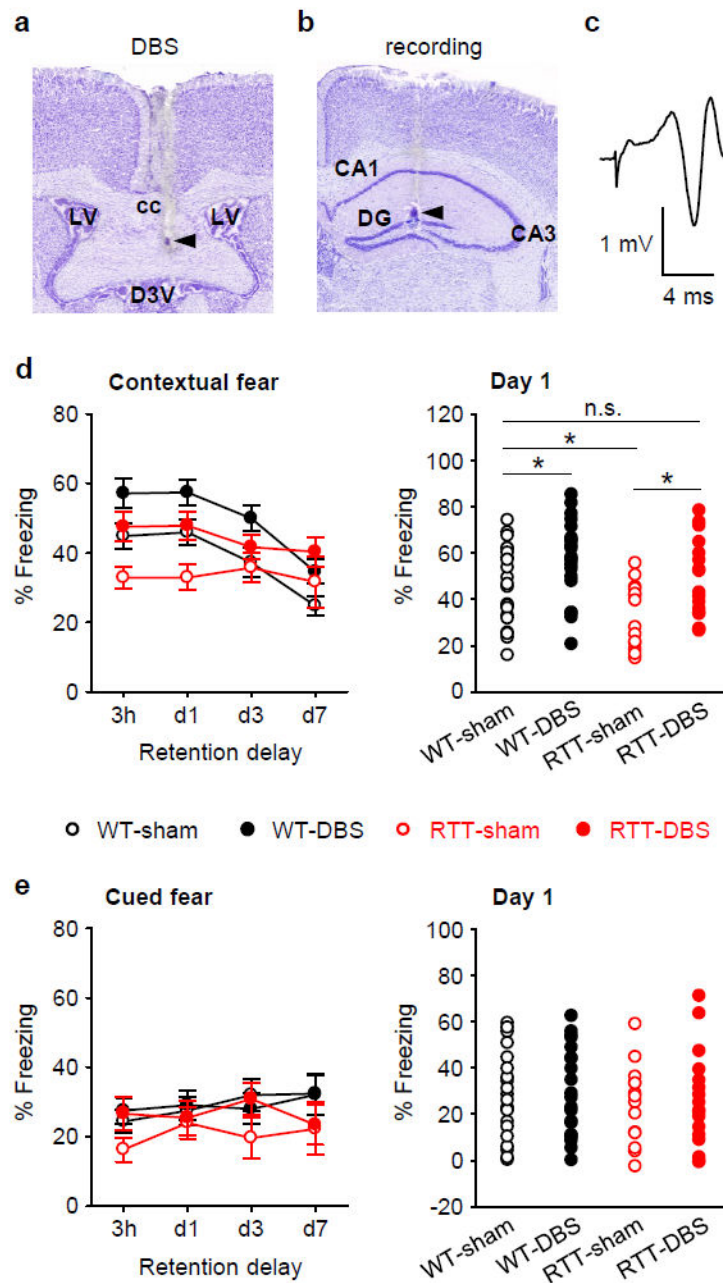 a
DBS
LV
cc
LV
D3V
b
recording
CA1
DG
CA3
c
1 mV
4 ms
d
Contextual fear
% Freezing
80
60
40
20
0
3h d1 d3 d7
Retention delay
Day 1
% Freezing
120
100
80
60
40
20
0
n.s.
*
*
*
WT-sham WT-DBS RTT-sham RTT-DBS
WT-sham WT-DBS RTT-sham RTT-DBS
e
Cued fear
% Freezing
80
60
40
20
0
3h d1 d3 d7
Retention delay
Day 1
% Freezing
100
80
60
40
20
0
-20
WT-sham WT-DBS RTT-sham RTT-DBS